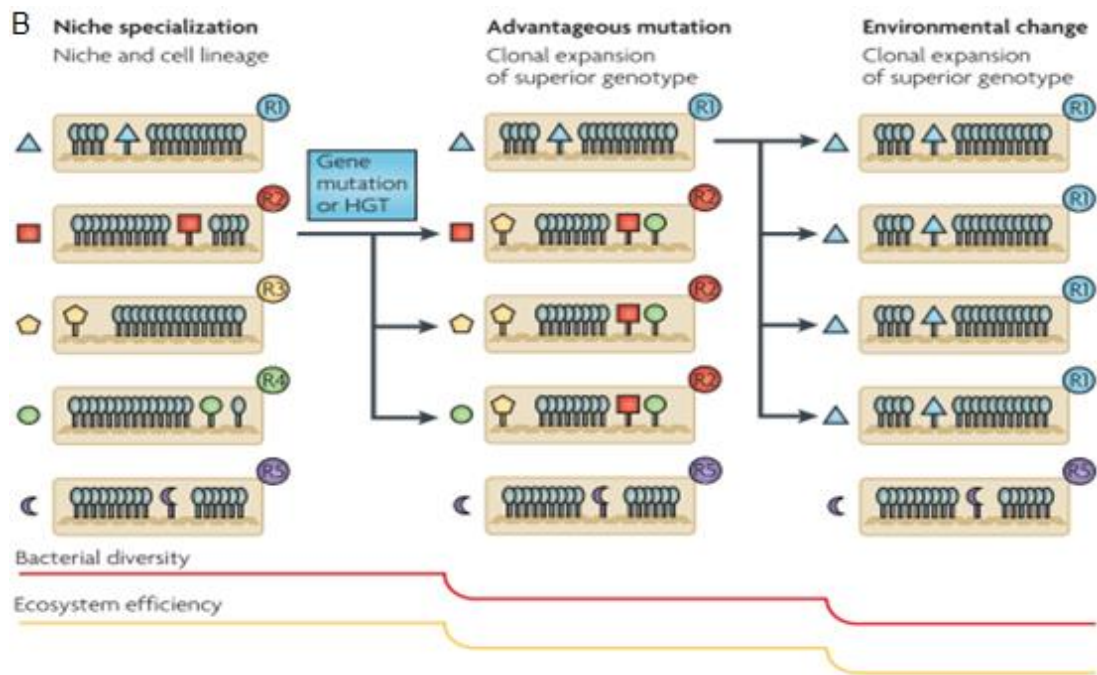 B
Niche specialization
Niche and cell lineage
Advantageous mutation
Clonal expansion
of superior genotype
Environmental change
Clonal expansion
of superior genotype
R1
R1
R1
Gene
mutation
or HGT
R2
R2
R1
R3
R2
R1
R4
R2
R1
R5
R5
R5
Bacterial diversity
Ecosystem efficiency